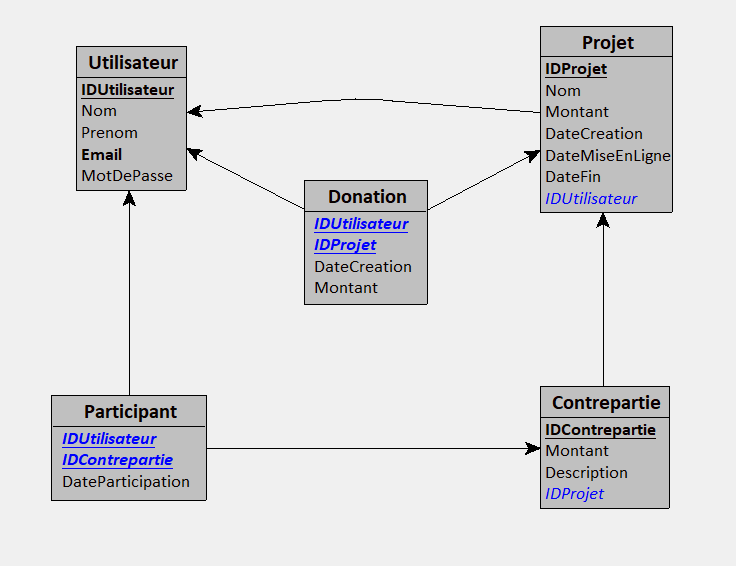 Utilisateur
IDUtilisateur
Nom
Prenom
Email
MotDePasse
Projet
IDProjet
Nom
Montant
DateCreation
DateMiseEnLigne
DateFin
IDUtilisateur
Donation
IDUtilisateur
IDProjet
DateCreation
Montant
Participant
IDUtilisateur
IDContrepartie
DateParticipation
Contrepartie
IDContrepartie
Montant
Description
IDProjet